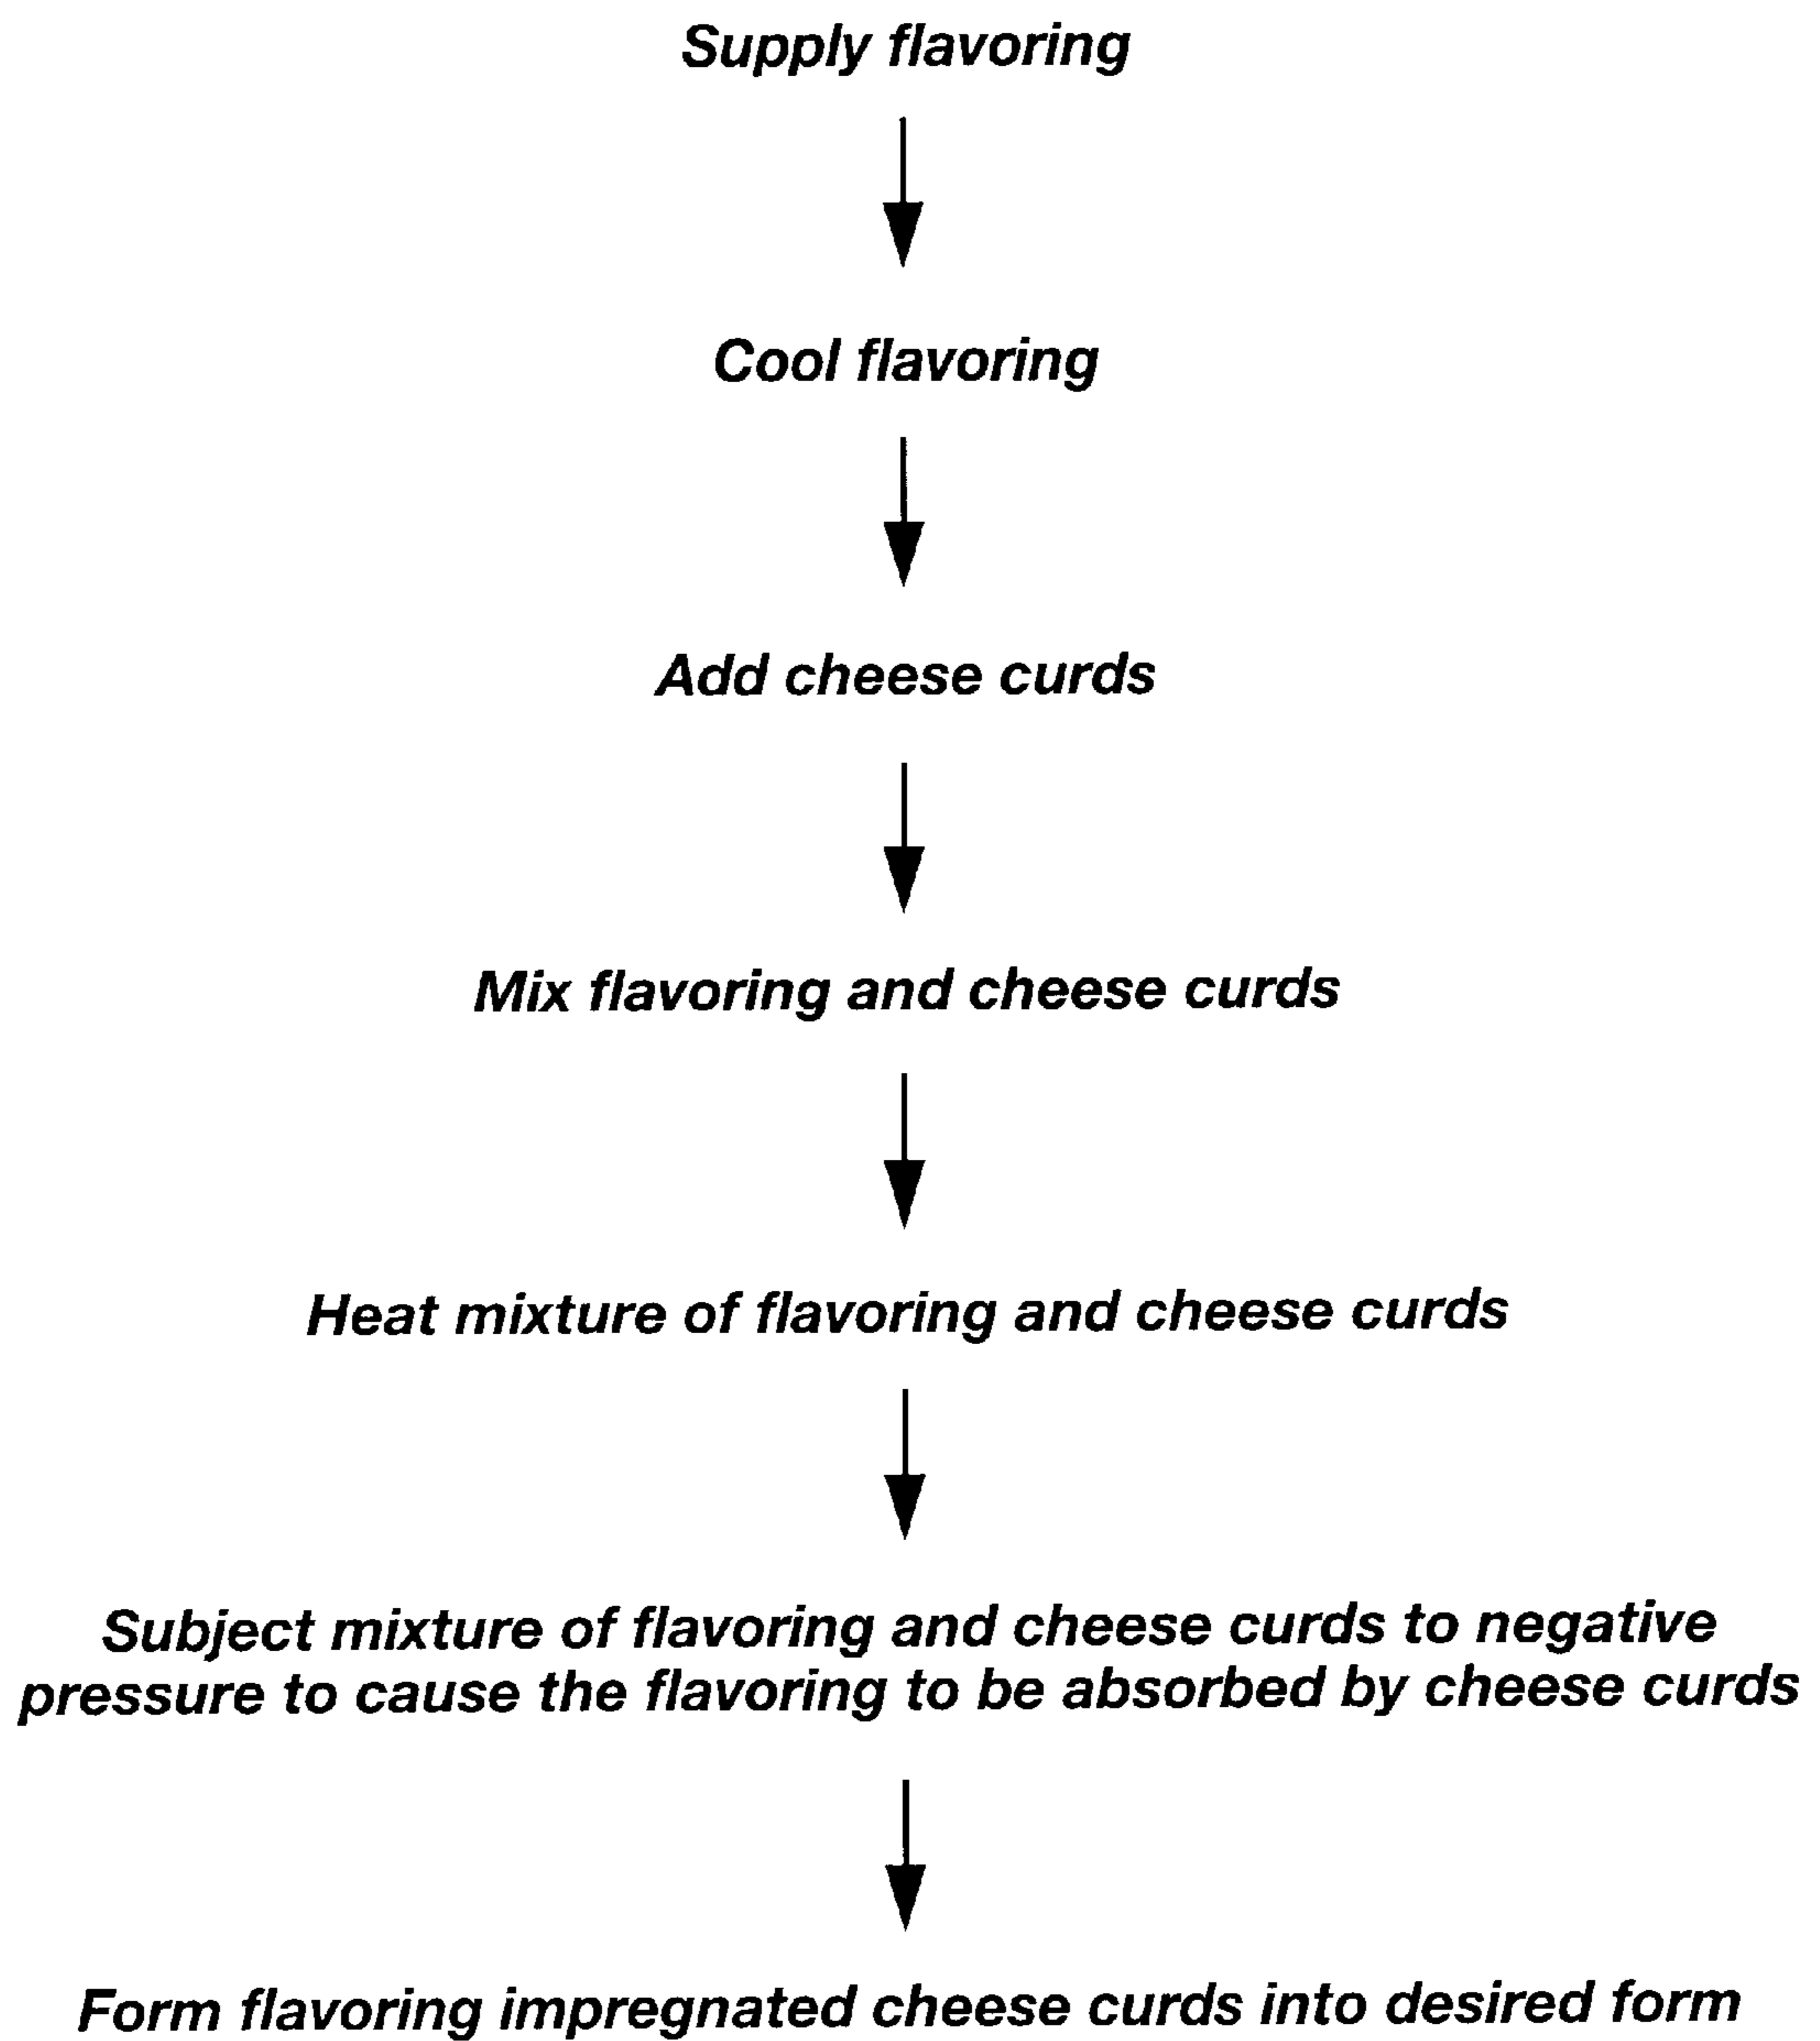 Supply flavoring
Cool flavoring
Add cheese curds
Mix flavoring and cheese curds
Heat mixture of flavoring and cheese curds
Subject mixture of flavoring and cheese curds to negative
pressure to cause the flavoring to be absorbed by cheese curds
Form flavoring impregnated cheese curds into desired form